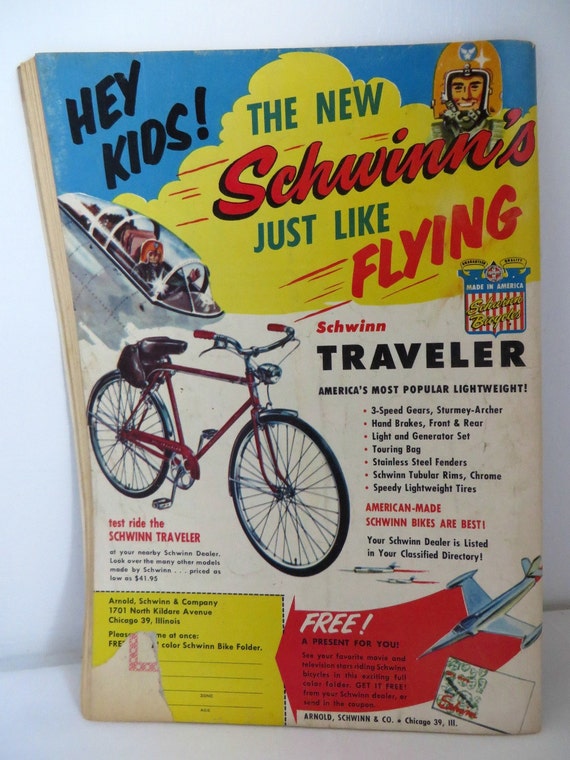 HEY
KIDS!
THE NEW
Schwinn's
JUST LIKE
FLYING
MADE IN AMERICA
Schwinn
Bicycles
Schwinn
TRAVELER
AMERICA'S MOST POPULAR LIGHTWEIGHT!
• 3-Speed Gears, Sturmey-Archer
• Hand Brakes, Front & Rear
• Light and Generator Set
• Touring Bag
• Stainless Steel Fenders
• Schwinn Tubular Rims, Chrome
• Speedy Lightweight Tires
AMERICAN-MADE
SCHWINN BIKES ARE BEST!
Your Schwinn Dealer is Listed
in Your Classified Directory!
test ride the
SCHWINN TRAVELER
at your nearby Schwinn Dealer.
Look over the many other models
made by Schwinn . . . priced as
low as $41.95
Arnold, Schwinn & Company
1701 North Kildare Avenue
Chicago 39, Illinois
me at once:
color Schwinn Bike Folder.
ZONE
FREE!
A PRESENT FOR YOU!
See your favorite movie and
television stars riding Schwinn
bicycles in this exciting full
color folder. GET IT FREE!
from your Schwinn dealer, or
send in the coupon.
ARNOLD, SCHWINN & CO. • Chicago 39, Ill.